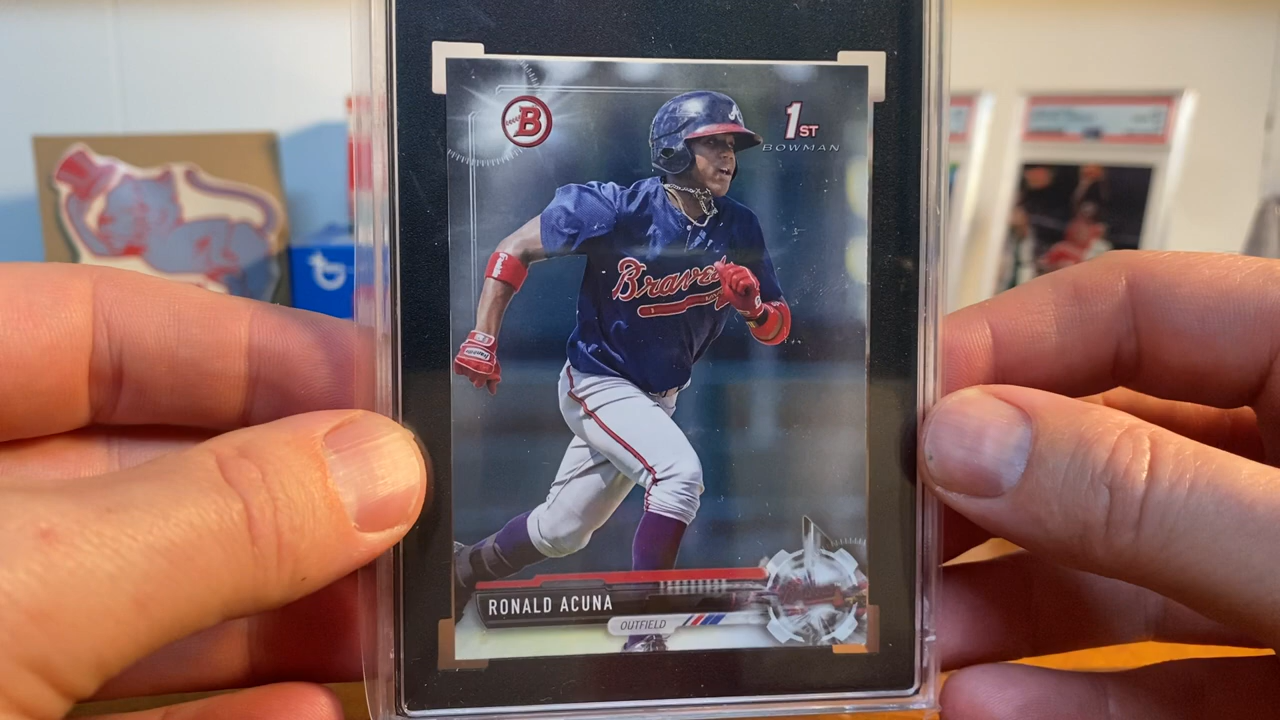 B
1ST
BOWMAN
A
Braves
RONALD ACUNA
OUTFIELD
b